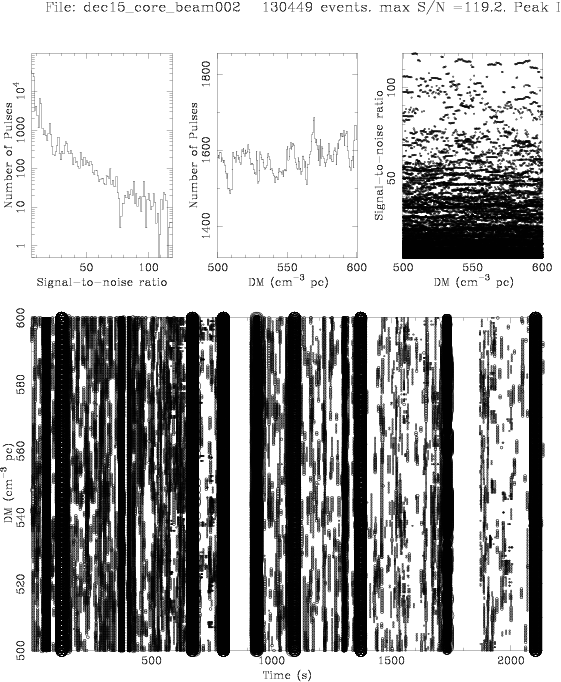 File: dec15_core_beam002 130449 events. max S/N =119.2. Peak I
Number of Pulses
1 10 100 1000 10^4
50 100
Signal-to-noise ratio
Number of Pulses
1400 1600 1800
500 550 600
DM (cm^-3 pc)
Signal-to-noise ratio
50 100
500 550 600
DM (cm^-3 pc)
DM (cm^-3 pc)
500 520 540 560 580 600
500 1000 1500 2000
Time (s)